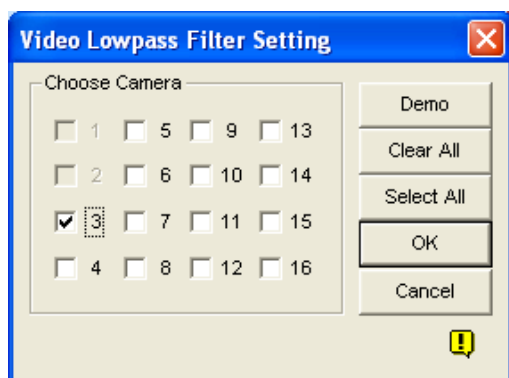 Video Lowpass Filter Setting
Choose Camera
1 5 9 13
2 6 10 14
3 7 11 15
4 8 12 16
Demo
Clear All
Select All
OK
Cancel
!